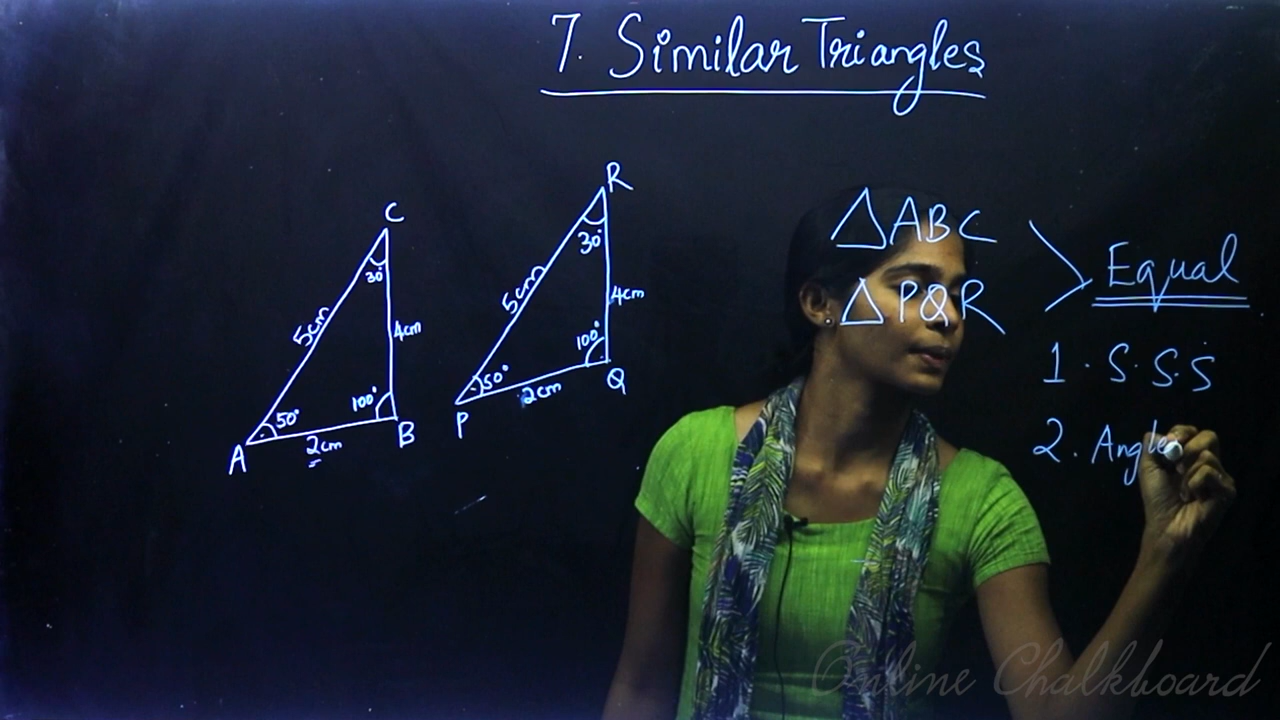 7. Similar Triangles
C
30°
5cm
4cm
50°
100°
A
2cm
B
R
30°
5cm
4cm
100°
50°
P
2cm
Q
△ABC
△PQR
Equal
1. S.S.S
2. Angles
Online Chalkboard